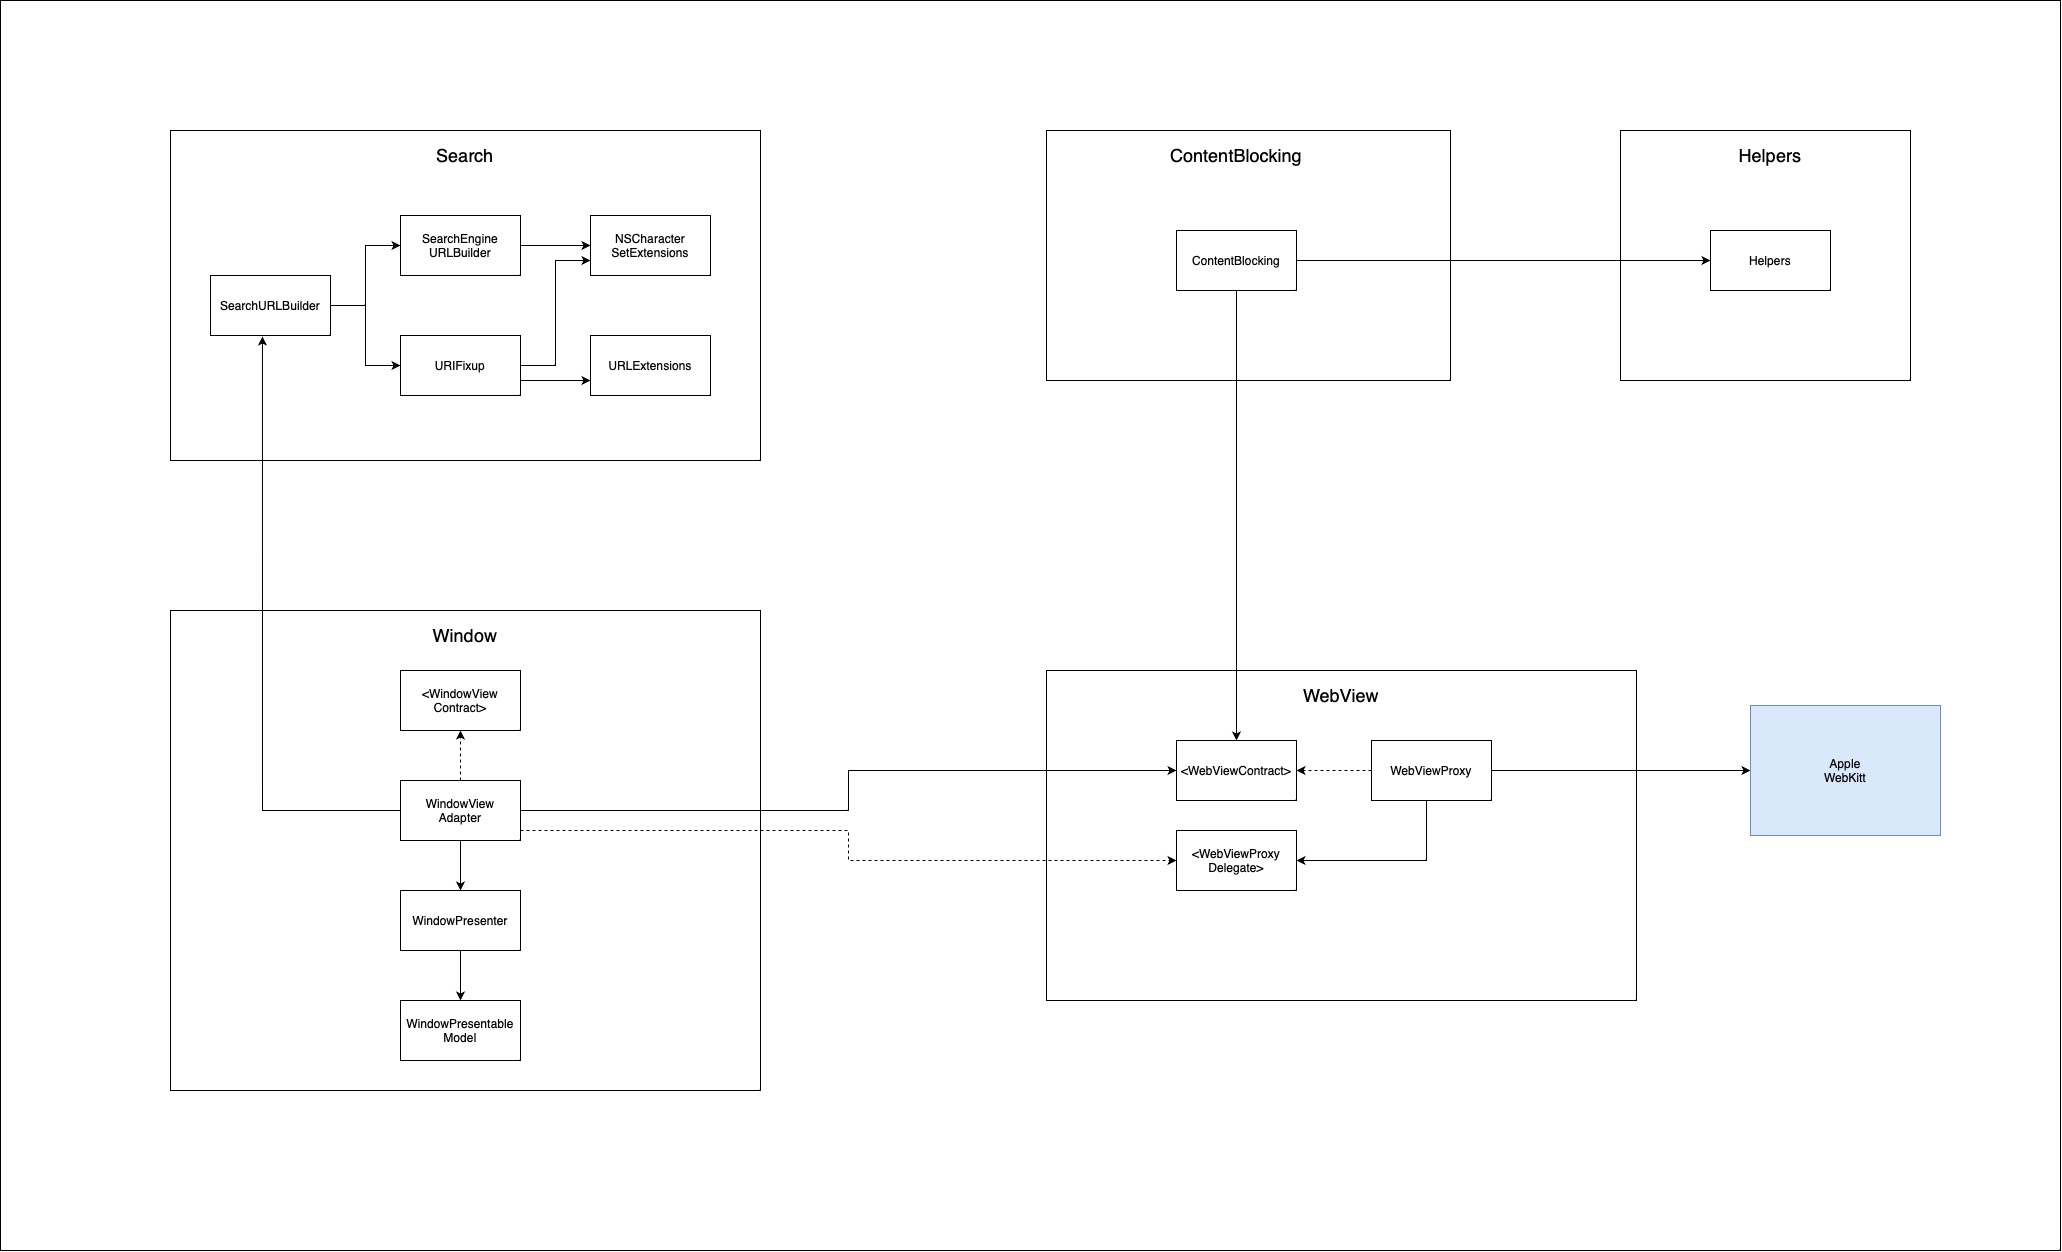 Search
SearchEngine
URLBuilder
NSCharacter
SetExtensions
SearchURLBuilder
URIFixup
URLExtensions
ContentBlocking
ContentBlocking
Helpers
Helpers
Window
<WindowView
Contract>
WindowView
Adapter
WindowPresenter
WindowPresentable
Model
WebView
<WebViewContract>
WebViewProxy
<WebViewProxy
Delegate>
Apple
WebKitt